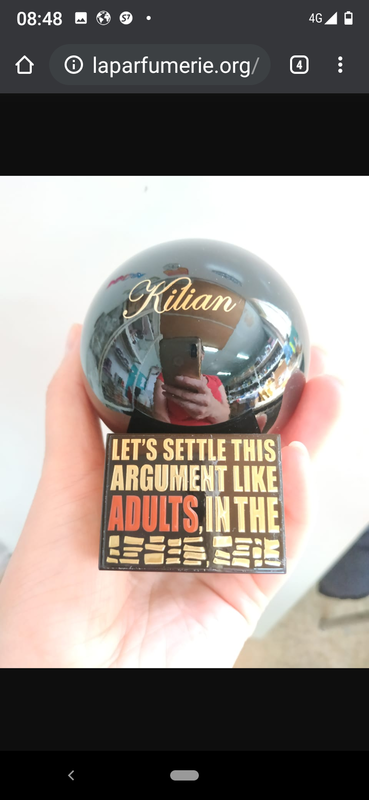 08:48
4G
laparfumerie.org/
4
Kilian
LET'S SETTLE THIS
ARGUMENT LIKE
ADULTS, IN THE